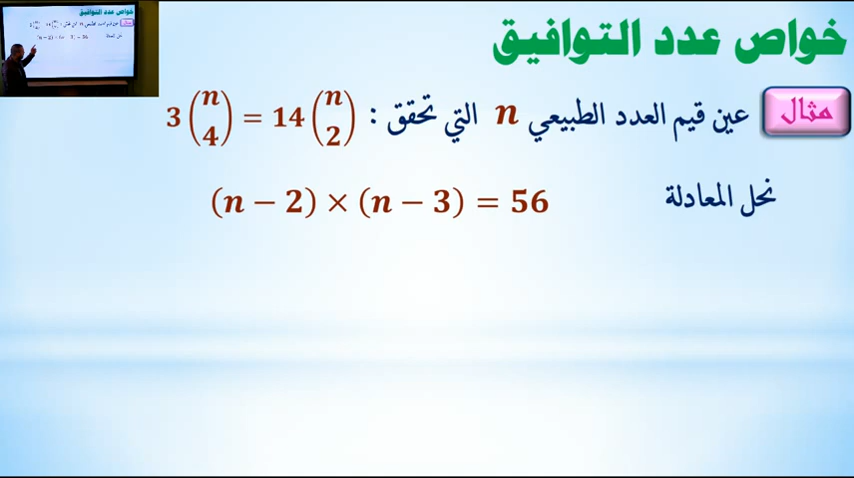 خواص عدد التوافيق
مثال عين قيم العدد الطبيعي n التي تحقق : 3 (n 4) = 14 (n 2)
نحل المعادلة (n − 2) × (n − 3) = 56